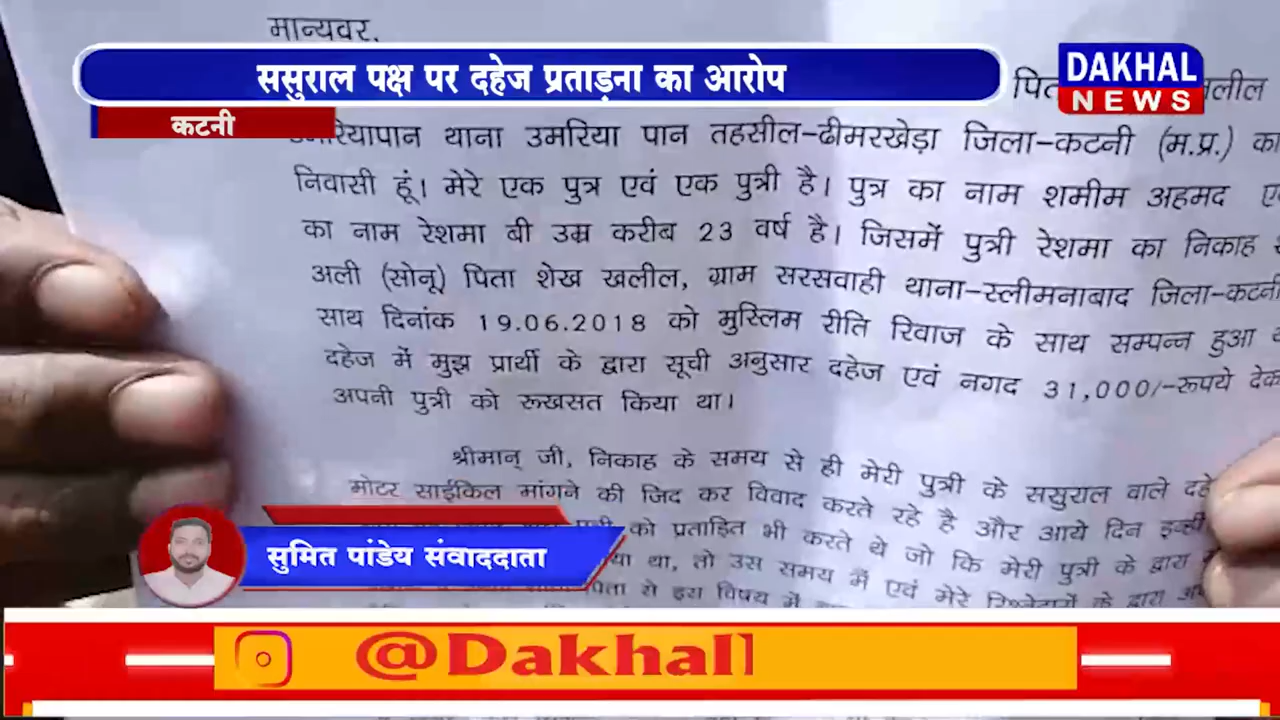 मान्यवर,
ससुराल पक्ष पर दहेज प्रताड़ना का आरोप
DAKHAL
NEWS
कटनी
थाना उमरिया पान तहसील-ढीमरखेड़ा जिला-कटनी (म.प्र.) का
निवासी हूं। मेरे एक पुत्र एवं एक पुत्री है। पुत्र का नाम शमीम अहमद
का नाम रेशमा बी उम्र करीब 23 वर्ष है। जिसमें पुत्री रेशमा का निकाह
अली (सोनू) पिता शेख खलील, ग्राम सरसवाही थाना-स्लीमनाबाद जिला-कटनी
साथ दिनांक 19.06.2018 को मुस्लिम रीति रिवाज के साथ सम्पन्न हुआ
दहेज में मुझ प्रार्थी के द्वारा सूची अनुसार दहेज एवं नगद 31,000/-रूपये
अपनी पुत्री को रूखसत किया था।
श्रीमान् जी, निकाह के समय से ही मेरी पुत्री के ससुराल वाले
मोटर साईकिल मांगने की जिद कर विवाद करते रहे है और आये दिन
को प्रताडित भी करते थे जो कि मेरी पुत्री के द्वारा
था, तो उस समय मैं एवं मेरे रिश्तेदारों के द्वारा
से इस विषय में
सुमित पांडेय संवाददाता
@Dakhal